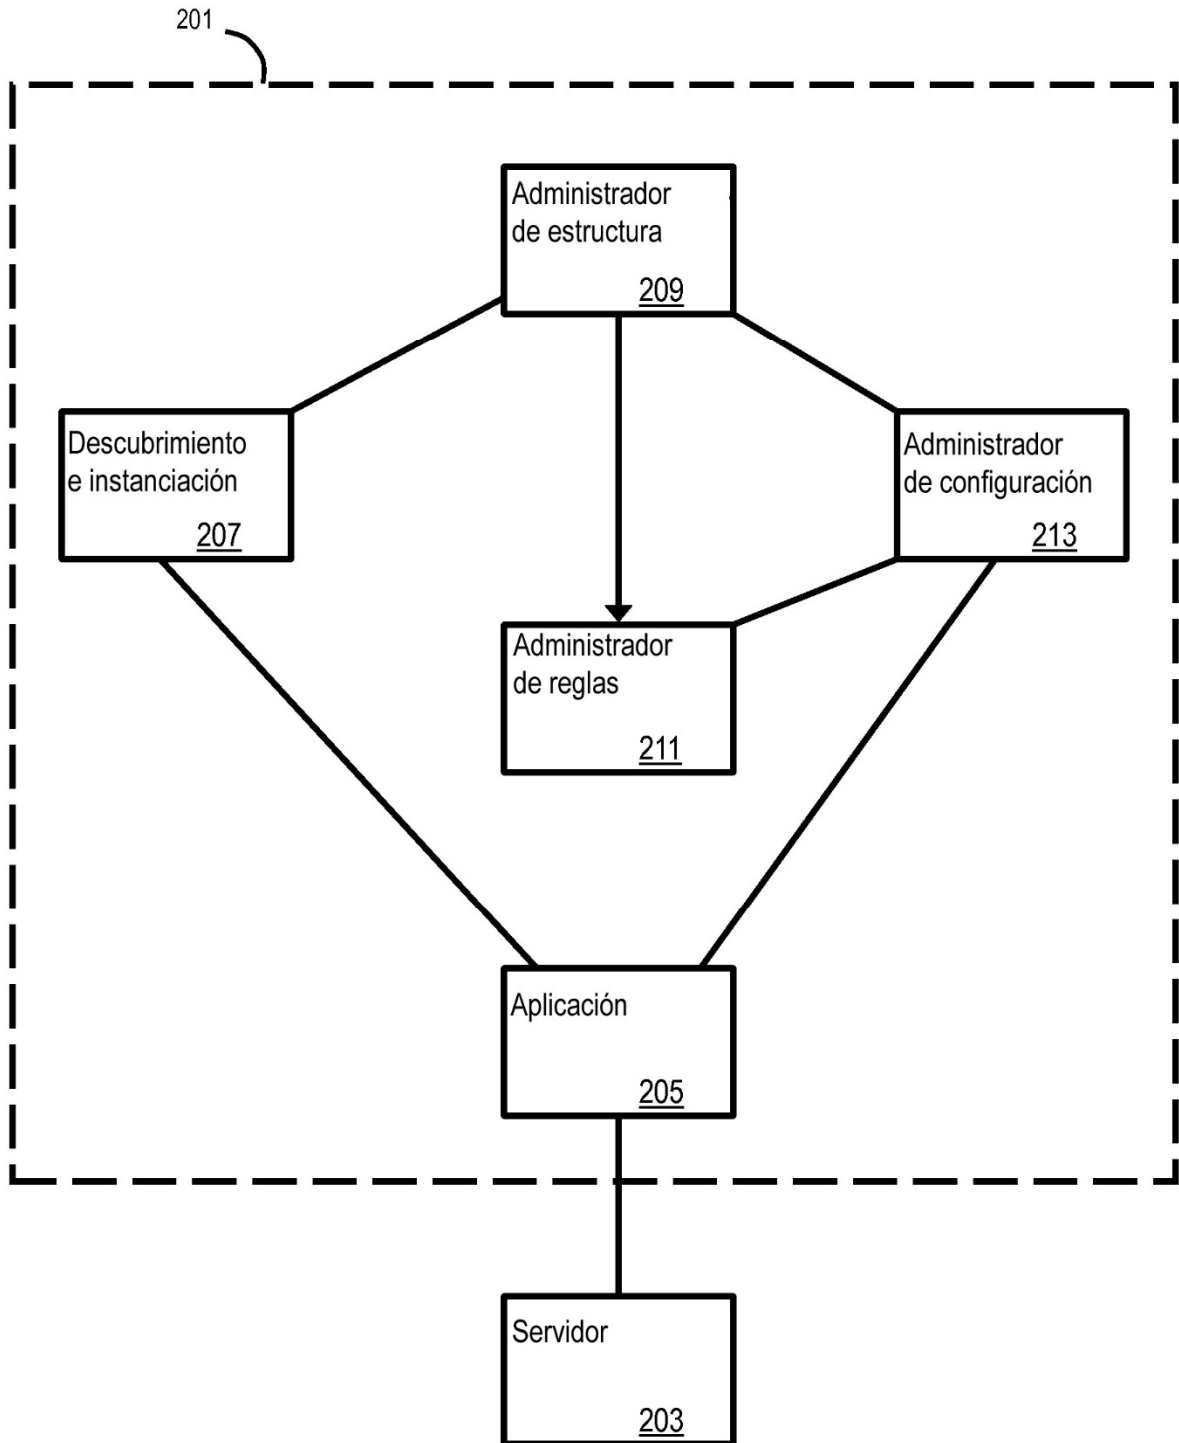 201
Administrador
de estructura
209
Descubrimiento
e instanciación
207
Administrador
de configuración
213
Administrador
de reglas
211
Aplicación
205
Servidor
203